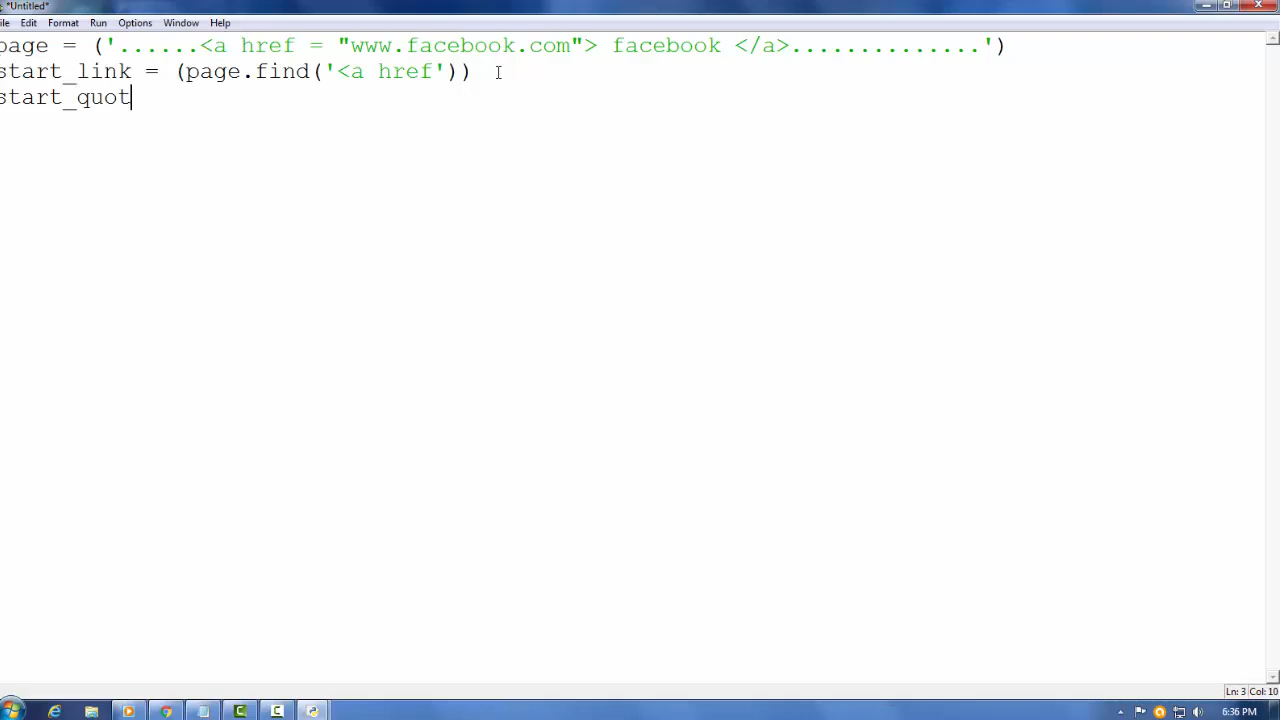 *Untitled*
ile Edit Format Run Options Window Help
page = ('......<a href = "www.facebook.com"> facebook </a>..............')
start_link = (page.find('<a href'))
start_quot
Ln: 3 Col: 10
6:36 PM